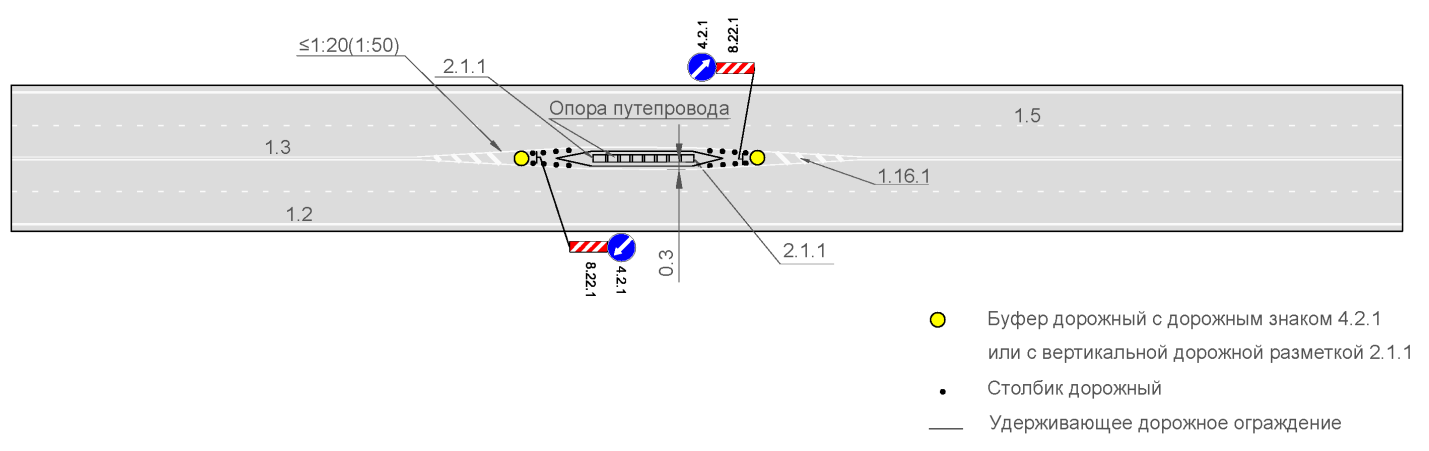 4.2.1
8.22.1
≤1:20(1:50)
2.1.1
Опора путепровода
1.5
1.3
1.16.1
1.2
0.3
2.1.1
8.22.1
4.2.1
Буфер дорожный с дорожным знаком 4.2.1
или с вертикальной дорожной разметкой 2.1.1
Столбик дорожный
Удерживающее дорожное ограждение